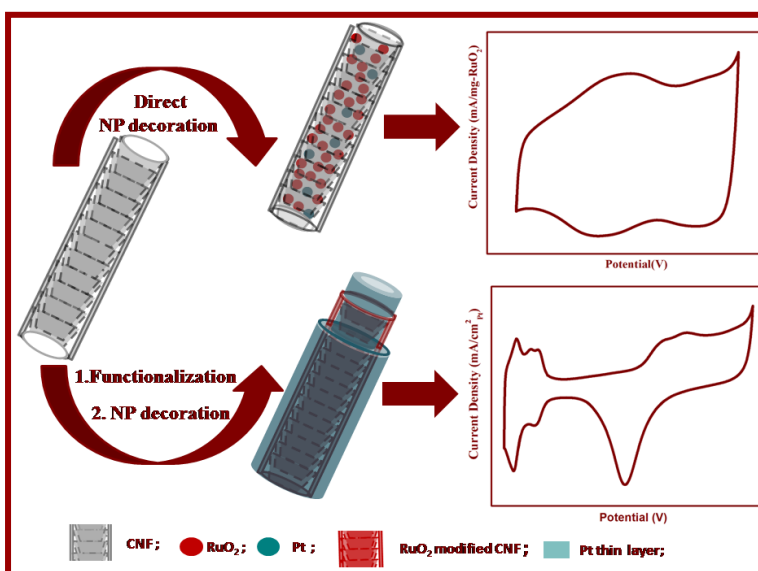 Direct
NP decoration
Current Density (mA/mg-RuO₂)
Potential(V)
1.Functionalization
2. NP decoration
Current Density (mA/cm²Pt)
Potential (V)
CNF; RuO₂; Pt ; RuO₂ modified CNF; Pt thin layer;